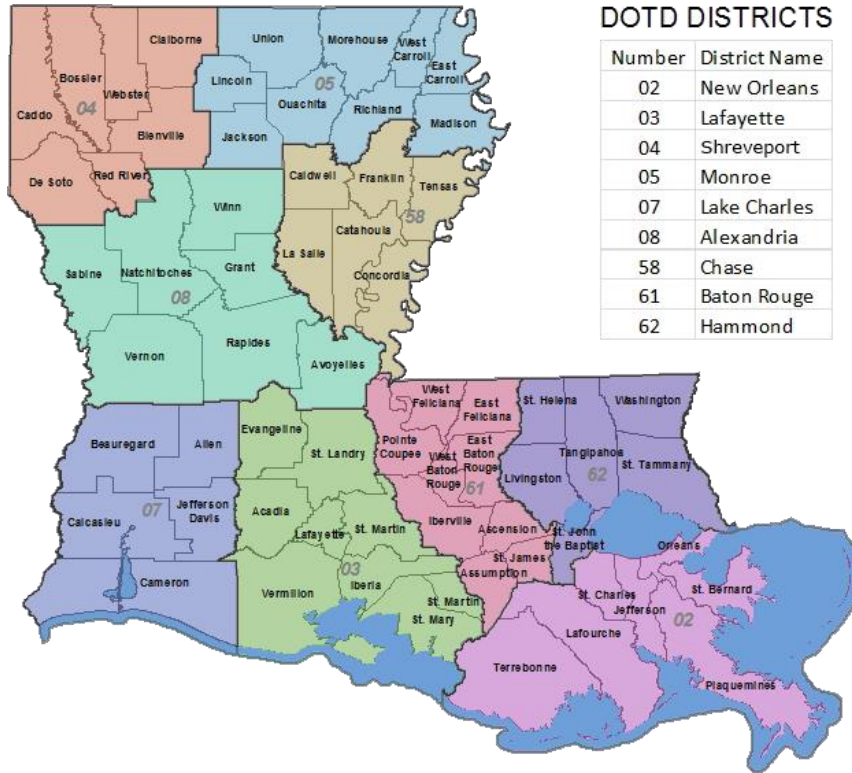 DOTD DISTRICTS
Number District Name
02 New Orleans
03 Lafayette
04 Shreveport
05 Monroe
07 Lake Charles
08 Alexandria
58 Chase
61 Baton Rouge
62 Hammond
Claiborne
Bossier
Webster
04
Caddo
Bienville
De Soto
Red River
Union
Morehouse
West
Carroll
East
Carroll
Lincoln
05
Ouachita
Richland
Madison
Jackson
Caldwell
Franklin
Tensas
58
Catahoula
La Salle
Concordia
Winn
Sabine
Natchitoches
Grant
08
Vernon
Rapides
Avoyelles
Beauregard
Allen
Calcasieu
07
Jefferson
Davis
Cameron
Evangeline
St. Landry
Acadia
Lafayette
St. Martin
03
Vermilion
Iberia
St. Martin
St. Mary
West
Feliciana
East
Feliciana
Pointe
Coupee
West
Baton
Rouge
East
Baton
Rouge
61
Iberville
Ascension
St. James
Assumption
St. Helena
Washington
Tangipahoa
62
St. Tammany
Livingston
St. John
the Baptist
Orleans
St. Bernard
St. Charles
Jefferson
02
Lafourche
Terrebonne
Plaquemines